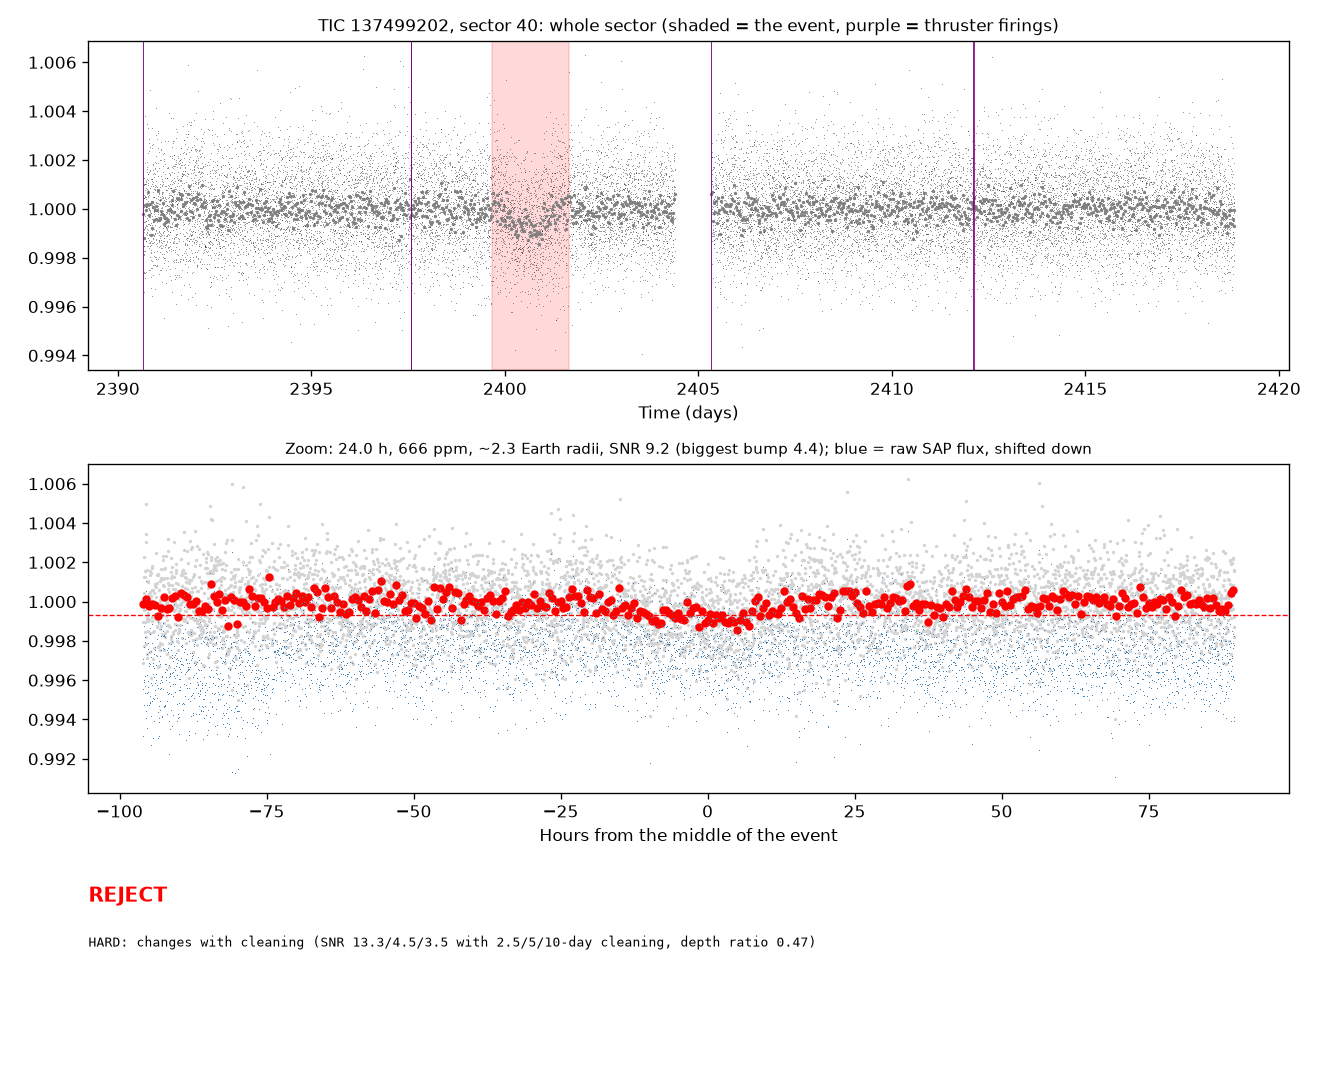 TIC 137499202, sector 40: whole sector (shaded = the event, purple = thruster firings)
1.006
1.004
1.002
1.000
0.998
0.996
0.994
2390 2395 2400 2405 2410 2415 2420
Time (days)
Zoom: 24.0 h, 666 ppm, ~2.3 Earth radii, SNR 9.2 (biggest bump 4.4); blue = raw SAP flux, shifted down
1.006
1.004
1.002
1.000
0.998
0.996
0.994
0.992
−100 −75 −50 −25 0 25 50 75
Hours from the middle of the event
REJECT
HARD: changes with cleaning (SNR 13.3/4.5/3.5 with 2.5/5/10-day cleaning, depth ratio 0.47)